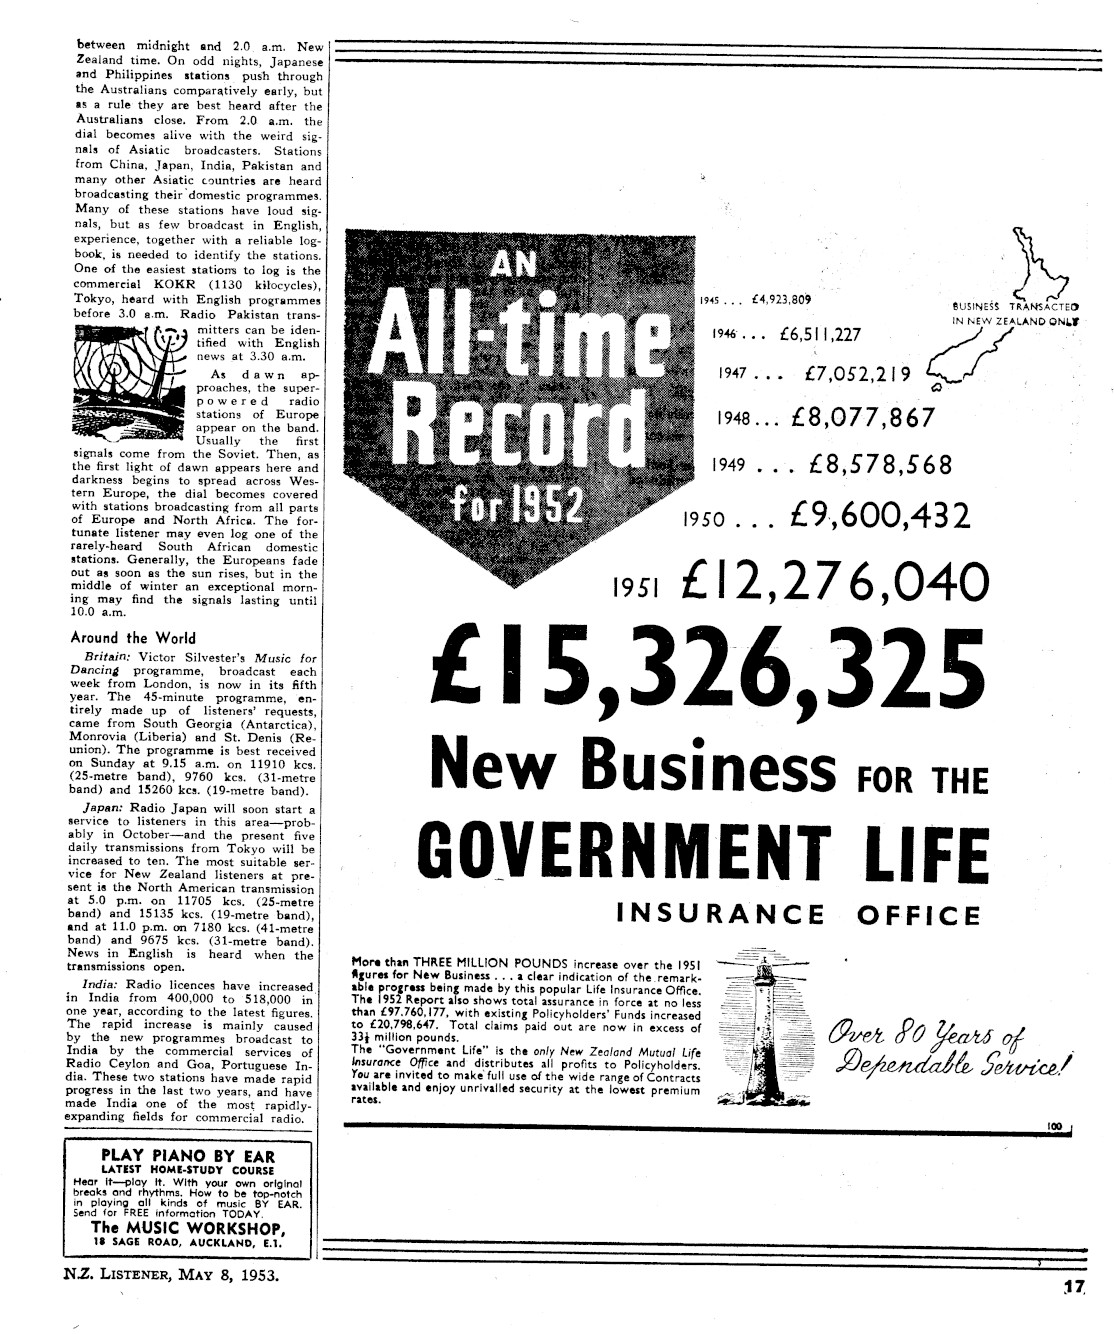 between midnight and 2.0 a.m. New
Zealand time. On odd nights, Japanese
and Philippines stations push through
the Australians comparatively early, but
as a rule they are best heard after the
Australians close. From 2.0 a.m. the
dial becomes alive with the weird sig-
nals of Asiatic broadcasters. Stations
from China, Japan, India, Pakistan and
many other Asiatic countries are heard
broadcasting their domestic programmes.
Many of these stations have loud sig-
nals, but as few broadcast in English,
experience, together with a reliable log-
book, is needed to identify the stations.
One of the easiest stations to log is the
commercial KOKR (1130 kilocycles),
Tokyo, heard with English programmes
before 3.0 a.m. Radio Pakistan trans-
mitters can be iden-
tified with English
news at 3.30 a.m.
As dawn ap-
proaches, the super-
powered radio
stations of Europe
appear on the band.
Usually the first
signals come from the Soviet. Then, as
the first light of dawn appears here and
darkness begins to spread across Wes-
tern Europe, the dial becomes covered
with stations broadcasting from all parts
of Europe and North Africa. The for-
tunate listener may even log one of the
rarely-heard South African domestic
stations. Generally, the Europeans fade
out as soon as the sun rises, but in the
middle of winter an exceptional morn-
ing may find the signals lasting until
10.0 a.m.
Around the World
Britain: Victor Silvester's Music for
Dancing programme, broadcast each
week from London, is now in its fifth
year. The 45-minute programme, en-
tirely made up of listeners' requests,
came from South Georgia (Antarctica),
Monrovia (Liberia) and St. Denis (Re-
union). The programme is best received
on Sunday at 9.15 a.m. on 11910 kcs.
(25-metre band), 9760 kcs. (31-metre
band) and 15260 kcs. (19-metre band).
Japan: Radio Japan will soon start a
service to listeners in this area—prob-
ably in October—and the present five
daily transmissions from Tokyo will be
increased to ten. The most suitable ser-
vice for New Zealand listeners at pre-
sent is the North American transmission
at 5.0 p.m. on 11705 kcs. (25-metre
band) and 15135 kcs. (19-metre band),
and at 11.0 p.m. on 7180 kcs. (41-metre
band) and 9675 kcs. (31-metre band).
News in English is heard when the
transmissions open.
India: Radio licences have increased
in India from 400,000 to 518,000 in
one year, according to the latest figures.
The rapid increase is mainly caused
by the new programmes broadcast to
India by the commercial services of
Radio Ceylon and Goa, Portuguese In-
dia. These two stations have made rapid
progress in the last two years, and have
made India one of the most rapidly-
expanding fields for commercial radio.
PLAY PIANO BY EAR
LATEST HOME-STUDY COURSE
Hear it—play it. With your own original
breaks and rhythms. How to be top-notch
in playing all kinds of music BY EAR.
Send for FREE information TODAY.
The MUSIC WORKSHOP,
18 SAGE ROAD, AUCKLAND, E.1.
AN
All-time
Record
for 1952
BUSINESS TRANSACTED
IN NEW ZEALAND ONLY
1945 ... £4,923,809
1946 ... £6,511,227
1947 ... £7,052,219
1948 ... £8,077,867
1949 ... £8,578,568
1950 ... £9,600,432
1951 £12,276,040
£15,326,325
New Business FOR THE
GOVERNMENT LIFE
INSURANCE OFFICE
More than THREE MILLION POUNDS increase over the 1951
figures for New Business . . . a clear indication of the remark-
able progress being made by this popular Life Insurance Office.
The 1952 Report also shows total assurance in force at no less
than £97,760,177, with existing Policyholders' Funds increased
to £20,798,647. Total claims paid out are now in excess of
33½ million pounds.
The "Government Life" is the only New Zealand Mutual Life
Insurance Office and distributes all profits to Policyholders.
You are invited to make full use of the wide range of Contracts
available and enjoy unrivalled security at the lowest premium
rates.
Over 80 Years of
Dependable Service!
100
N.Z. LISTENER, MAY 8, 1953.
17